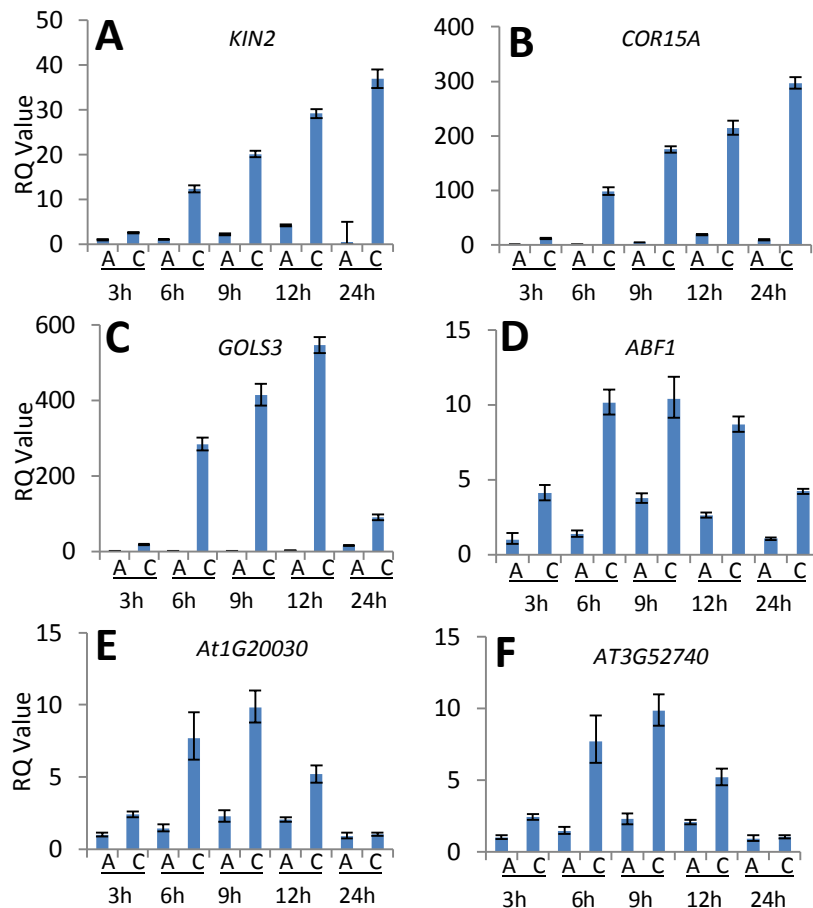 A
KIN2
RQ Value
50
40
30
20
10
0
A C A C A C A C A C
3h 6h 9h 12h 24h
B
COR15A
400
300
200
100
0
A C A C A C A C A C
3h 6h 9h 12h 24h
C
GOLS3
RQ Value
600
400
200
0
A C A C A C A C A C
3h 6h 9h 12h 24h
D
ABF1
15
10
5
0
A C A C A C A C A C
3h 6h 9h 12h 24h
E
At1G20030
RQ Value
15
10
5
0
A C A C A C A C A C
3h 6h 9h 12h 24h
F
AT3G52740
15
10
5
0
A C A C A C A C A C
3h 6h 9h 12h 24h